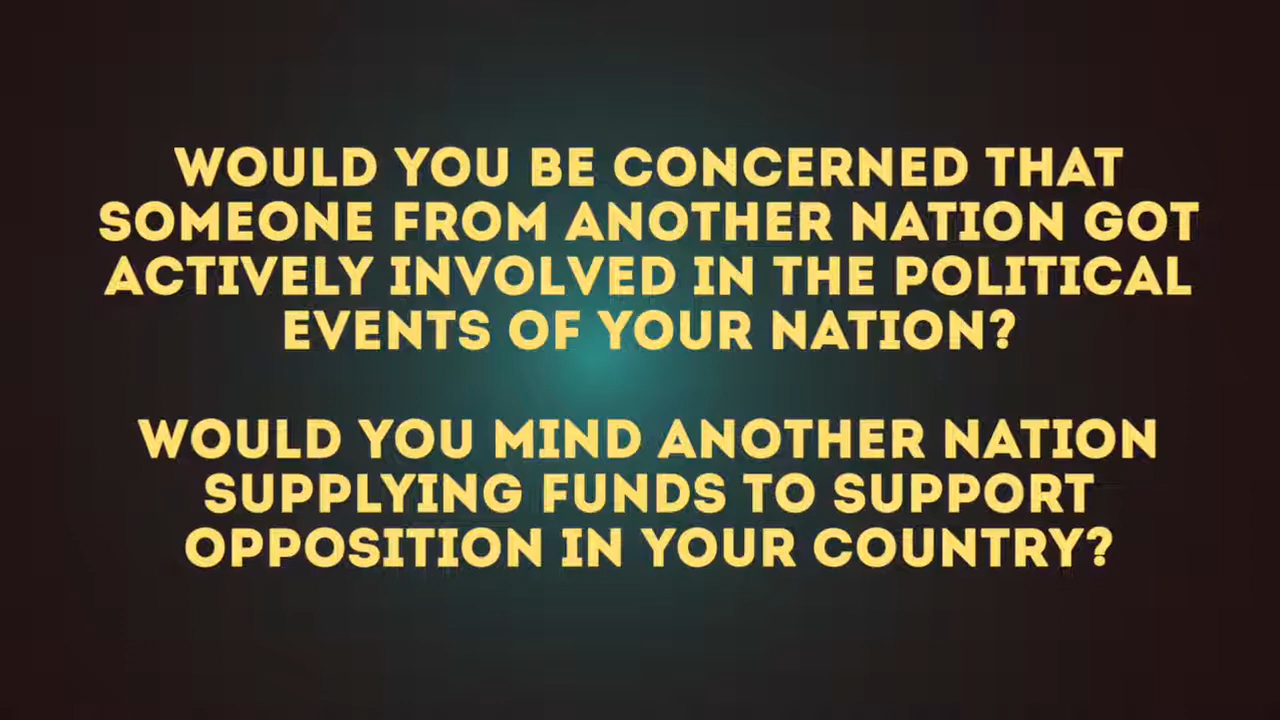 WOULD YOU BE CONCERNED THAT
SOMEONE FROM ANOTHER NATION GOT
ACTIVELY INVOLVED IN THE POLITICAL
EVENTS OF YOUR NATION?
WOULD YOU MIND ANOTHER NATION
SUPPLYING FUNDS TO SUPPORT
OPPOSITION IN YOUR COUNTRY?